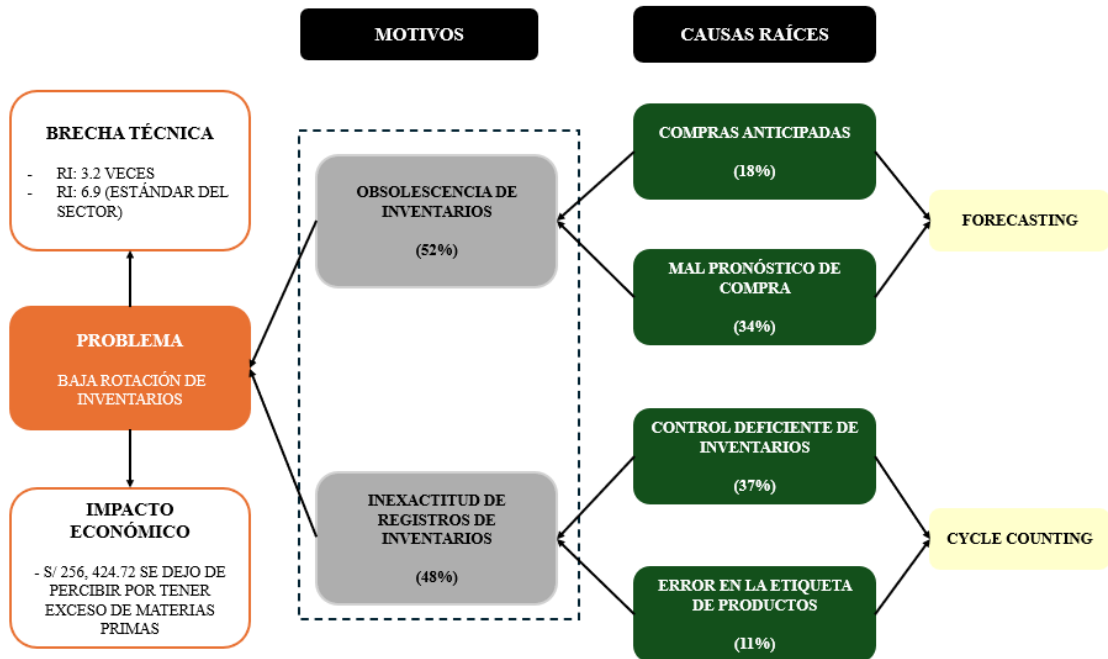 MOTIVOS
CAUSAS RAÍCES
BRECHA TÉCNICA
- RI: 3.2 VECES
- RI: 6.9 (ESTÁNDAR DEL
SECTOR)
PROBLEMA
BAJA ROTACIÓN DE
INVENTARIOS
IMPACTO
ECONÓMICO
- S/ 256, 424.72 SE DEJO DE
PERCIBIR POR TENER
EXCESO DE MATERIAS
PRIMAS
OBSOLESCENCIA DE
INVENTARIOS
(52%)
INEXACTITUD DE
REGISTROS DE
INVENTARIOS
(48%)
COMPRAS ANTICIPADAS
(18%)
MAL PRONÓSTICO DE
COMPRA
(34%)
CONTROL DEFICIENTE DE
INVENTARIOS
(37%)
ERROR EN LA ETIQUETA
DE PRODUCTOS
(11%)
FORECASTING
CYCLE COUNTING